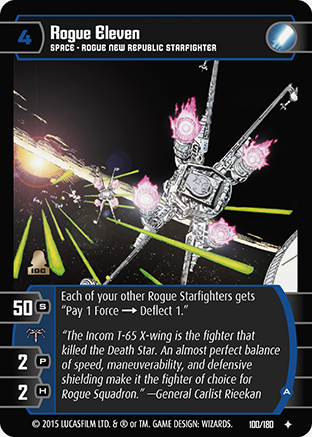 4
Rogue Eleven
SPACE - ROGUE NEW REPUBLIC STARFIGHTER
IDC
50 S
Each of your other Rogue Starfighters gets
"Pay 1 Force → Deflect 1."
2 P
2 H
"The Incom T-65 X-wing is the fighter that
killed the Death Star. An almost perfect balance
of speed, maneuverability, and defensive
shielding make it the fighter of choice for
Rogue Squadron." —General Carlist Rieekan
A
© 2015 LUCASFILM LTD. & ® or TM. GAME DESIGN: WIZARDS.
100/180